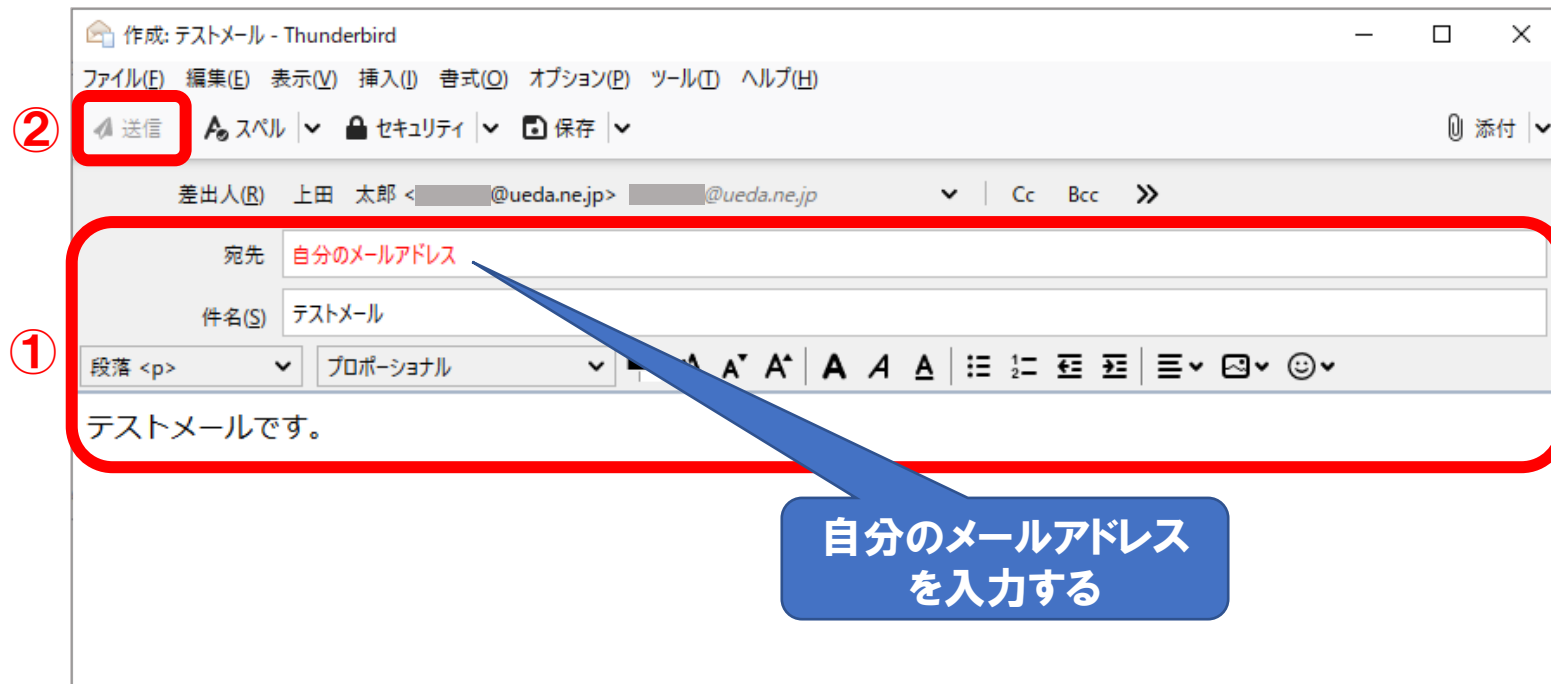 作成: テストメール - Thunderbird
ファイル(F) 編集(E) 表示(V) 挿入(I) 書式(O) オプション(P) ツール(T) ヘルプ(H)
② 送信 スペル セキュリティ 保存 添付
差出人(R) 上田 太郎 < @ueda.ne.jp> @ueda.ne.jp Cc Bcc
宛先 自分のメールアドレス
件名(S) テストメール
①
段落 <p> プロポーショナル
テストメールです。
自分のメールアドレス
を入力する